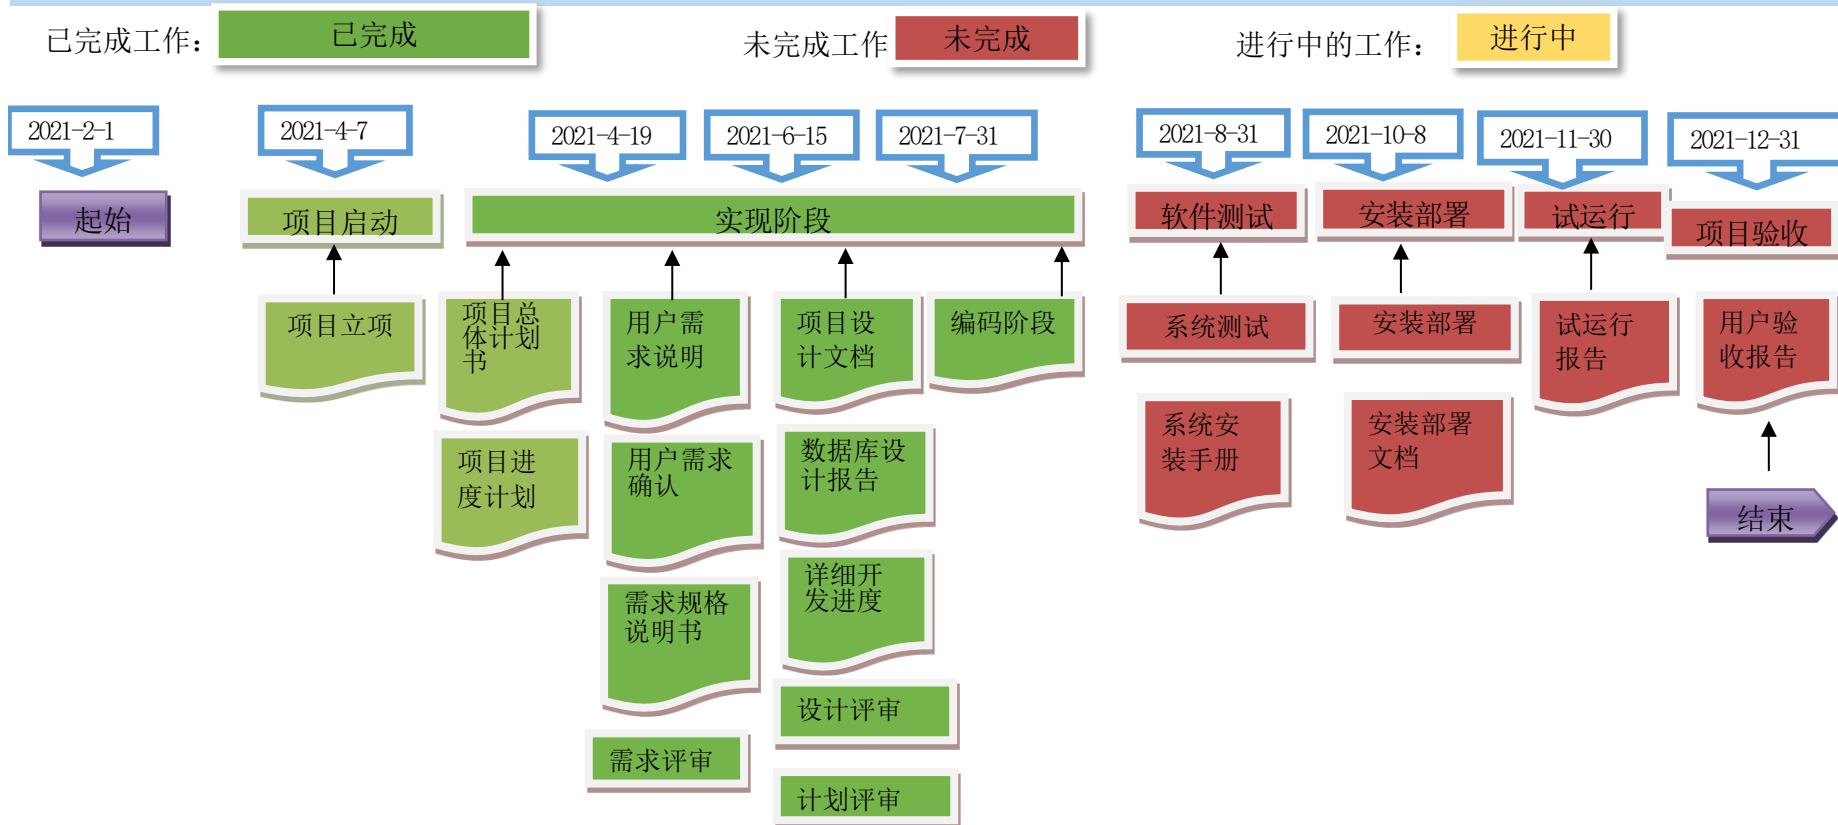 已完成工作：
已完成
未完成工作
未完成
进行中的工作：
进行中
2021-2-1
2021-4-7
2021-4-19
2021-6-15
2021-7-31
2021-8-31
2021-10-8
2021-11-30
2021-12-31
起始
项目启动
实现阶段
软件测试
安装部署
试运行
项目验收
项目立项
项目总
体计划
书
项目进
度计划
用户需
求说明
用户需求
确认
需求规格
说明书
需求评审
项目设
计文档
数据库设
计报告
详细开
发进度
设计评审
计划评审
编码阶段
系统测试
系统安
装手册
安装部署
安装部署
文档
试运行
报告
用户验
收报告
结束